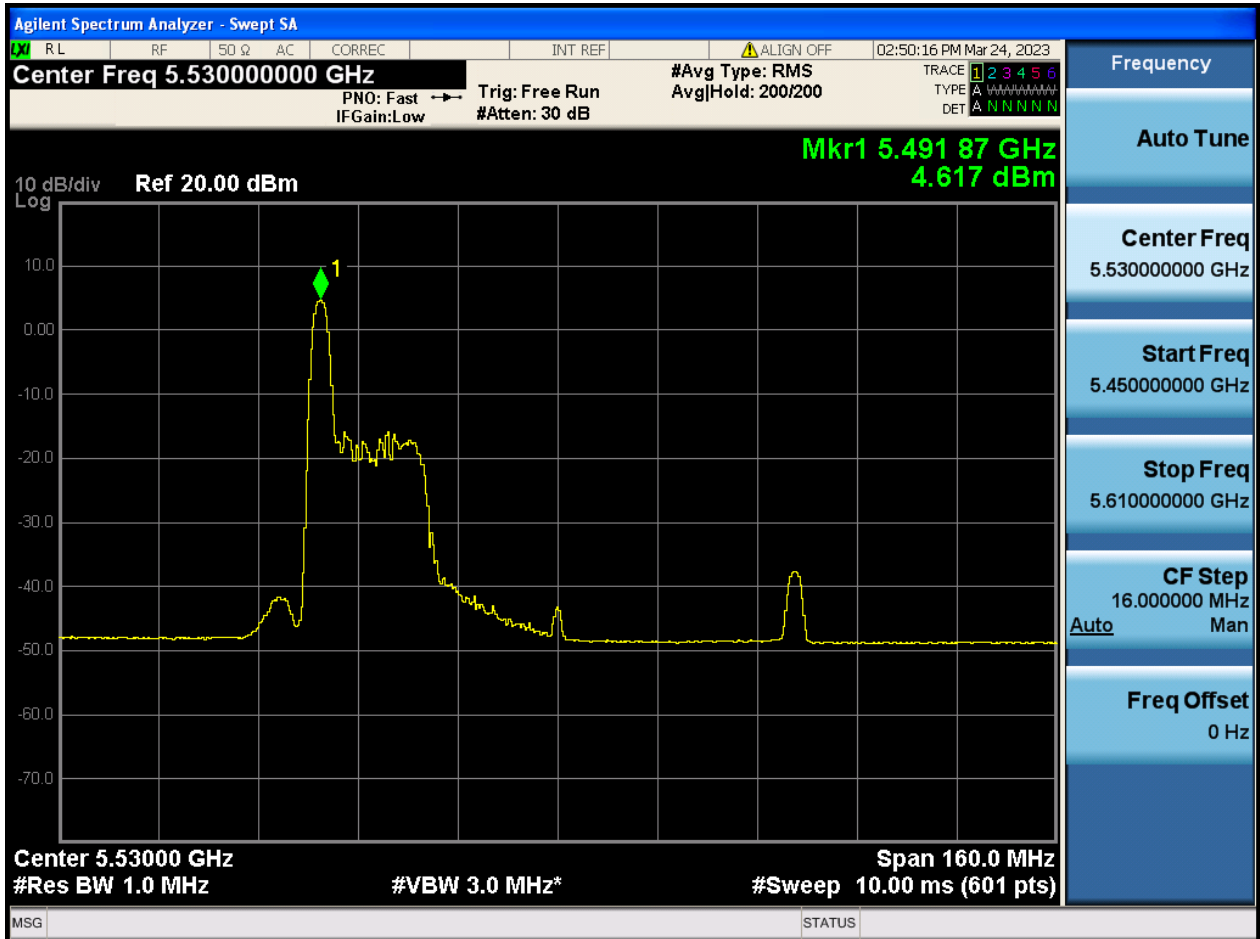 Agilent Spectrum Analyzer - Swept SA
LXI RL RF 50 Ω AC CORREC INT REF ALIGN OFF 02:50:16 PM Mar 24, 2023
Center Freq 5.530000000 GHz
PNO: Fast
IFGain:Low
Trig: Free Run
#Atten: 30 dB
#Avg Type: RMS
Avg|Hold: 200/200
TRACE 1 2 3 4 5 6
TYPE A WWWWW
DET A N N N N N
Mkr1 5.491 87 GHz
4.617 dBm
10 dB/div Ref 20.00 dBm
Log
1
10.0
0.00
-10.0
-20.0
-30.0
-40.0
-50.0
-60.0
-70.0
Center 5.53000 GHz Span 160.0 MHz
#Res BW 1.0 MHz #VBW 3.0 MHz* #Sweep 10.00 ms (601 pts)
MSG STATUS
Frequency
Auto Tune
Center Freq
5.530000000 GHz
Start Freq
5.450000000 GHz
Stop Freq
5.610000000 GHz
CF Step
16.000000 MHz
Auto Man
Freq Offset
0 Hz